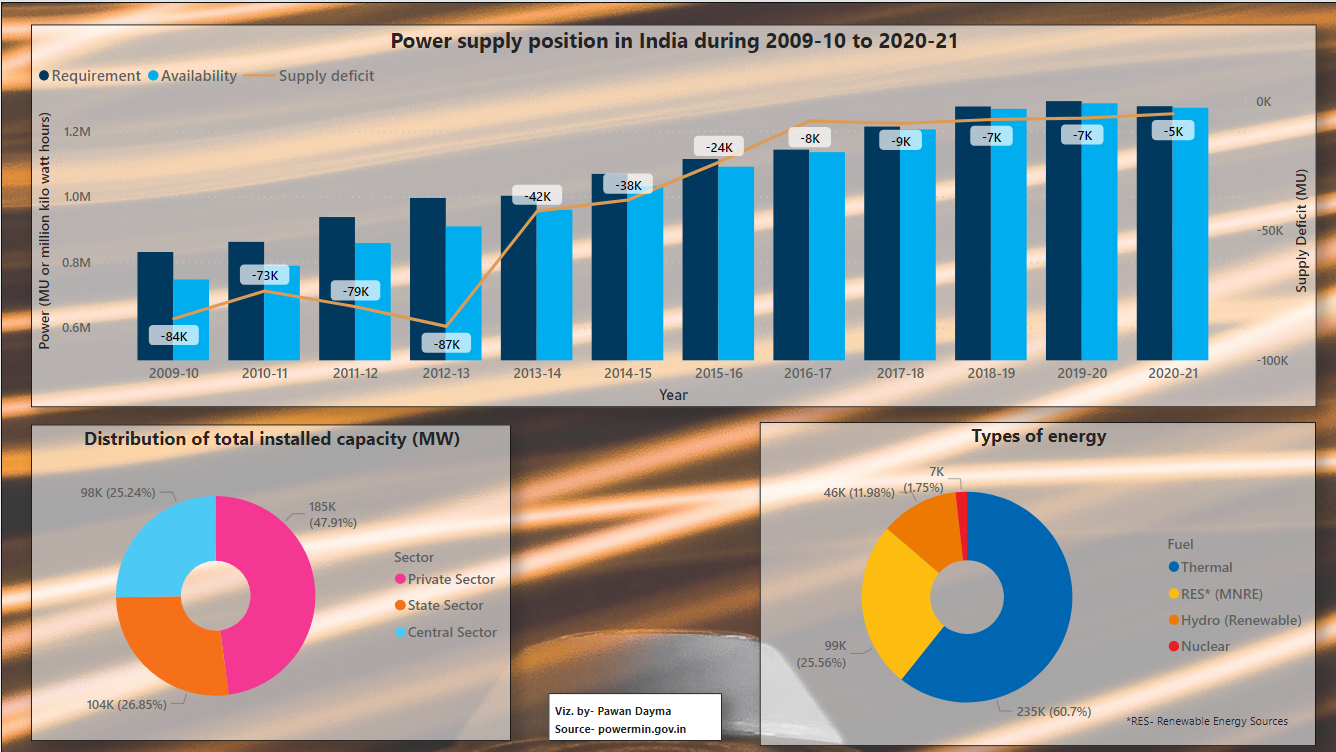 Power supply position in India during 2009-10 to 2020-21
Requirement Availability Supply deficit
Power (MU or million kilo watt hours)
1.2M
1.0M
0.8M
0.6M
-84K
-73K
-79K
-87K
-42K
-38K
-24K
-8K
-9K
-7K
-7K
-5K
0K
-50K
-100K
Supply Deficit (MU)
2009-10 2010-11 2011-12 2012-13 2013-14 2014-15 2015-16 2016-17 2017-18 2018-19 2019-20 2020-21
Year
Distribution of total installed capacity (MW)
98K (25.24%)
185K
(47.91%)
104K (26.85%)
Sector
Private Sector
State Sector
Central Sector
Viz. by- Pawan Dayma
Source- powermin.gov.in
Types of energy
7K
(1.75%)
46K (11.98%)
99K
(25.56%)
235K (60.7%)
Fuel
Thermal
RES* (MNRE)
Hydro (Renewable)
Nuclear
*RES- Renewable Energy Sources